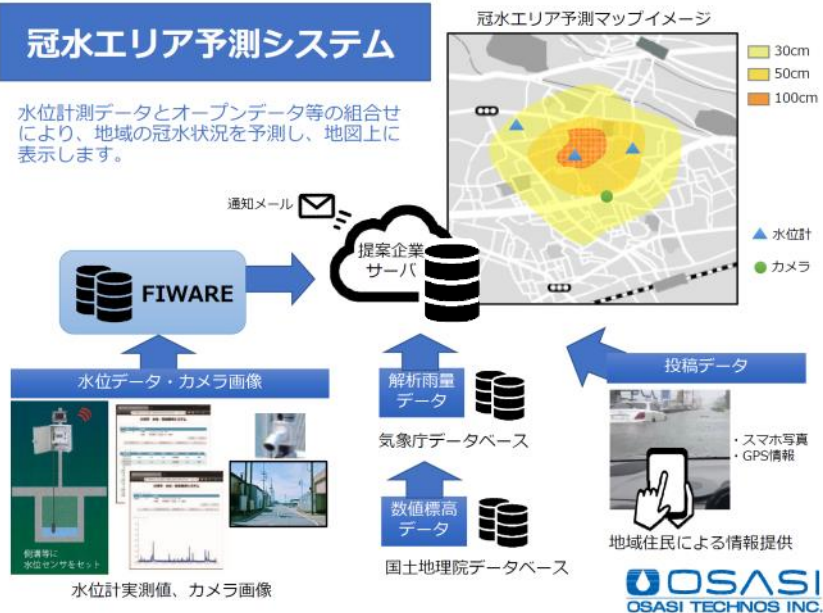 冠水エリア予測システム
水位計測データとオープンデータ等の組合せ
により、地域の冠水状況を予測し、地図上に
表示します。
冠水エリア予測マップイメージ
30cm
50cm
100cm
水位計
カメラ
通知メール
提案企業
サーバ
FIWARE
水位データ・カメラ画像
解析雨量
データ
気象庁データベース
数値標高
データ
国土地理院データベース
投稿データ
・スマホ写真
・GPS情報
地域住民による情報提供
側溝等に
水位センサをセット
水位計実測値、カメラ画像
OSASI
OSASI TECHNOS INC.